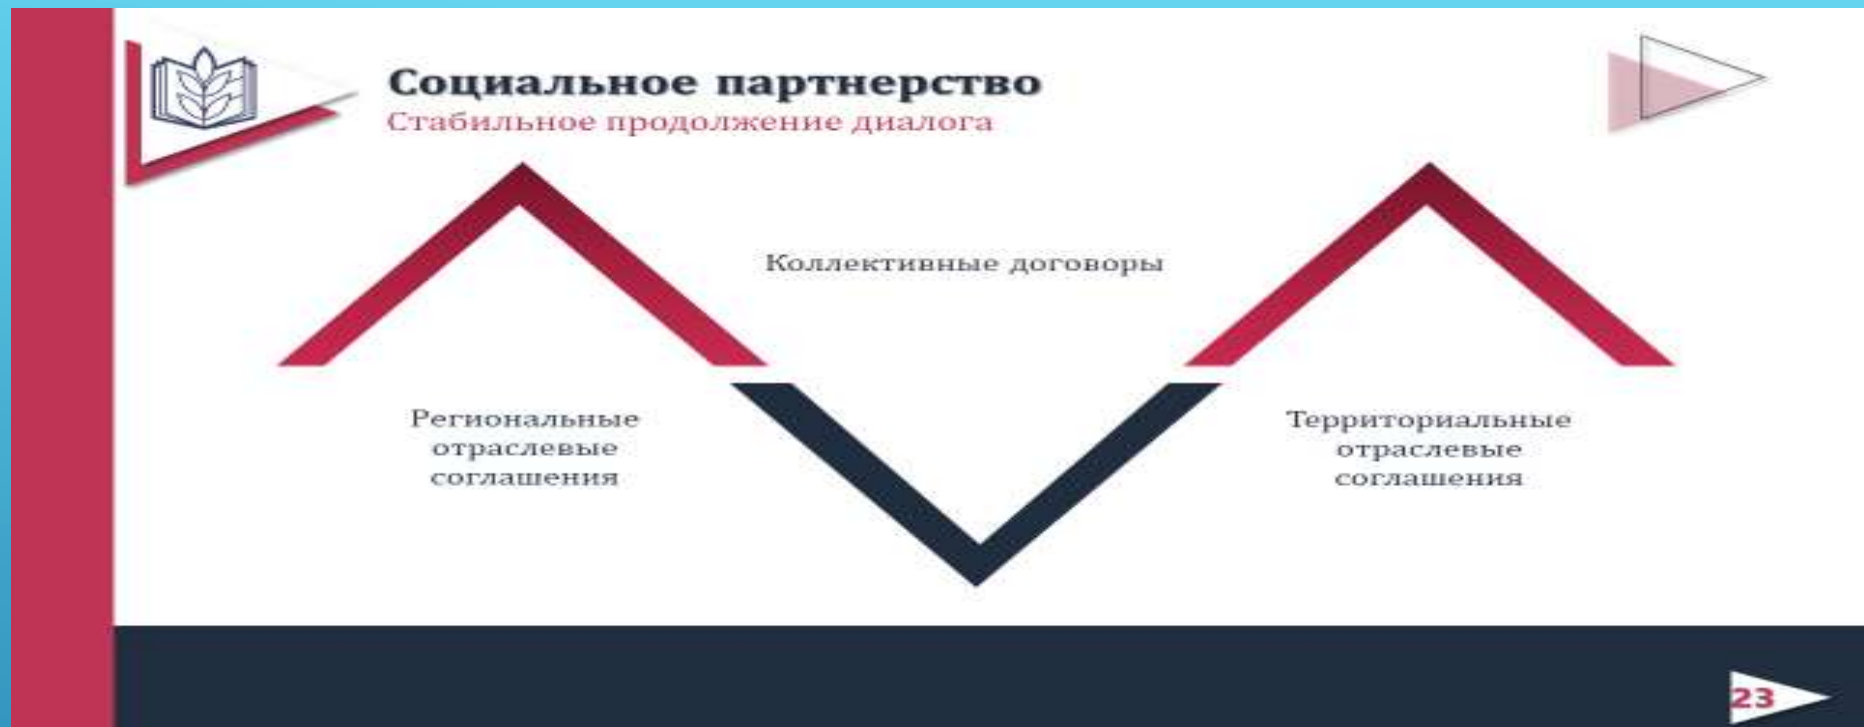 Социальное партнерство
Стабильное продолжение диалога
Коллективные договоры
Региональные
отраслевые
соглашения
Территориальные
отраслевые
соглашения
23